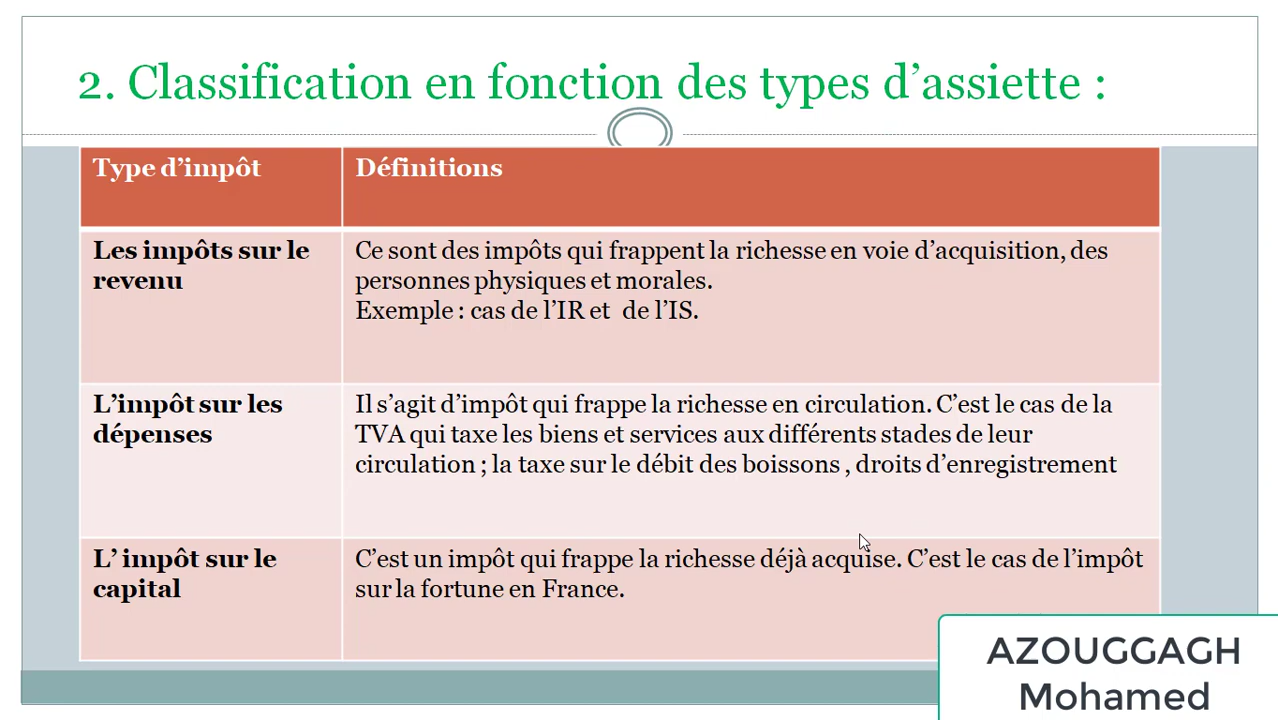 2. Classification en fonction des types d’assiette :
Type d’impôt
Définitions
Les impôts sur le
revenu
Ce sont des impôts qui frappent la richesse en voie d’acquisition, des
personnes physiques et morales.
Exemple : cas de l’IR et de l’IS.
L’impôt sur les
dépenses
Il s’agit d’impôt qui frappe la richesse en circulation. C’est le cas de la
TVA qui taxe les biens et services aux différents stades de leur
circulation ; la taxe sur le débit des boissons , droits d’enregistrement
L’ impôt sur le
capital
C’est un impôt qui frappe la richesse déjà acquise. C’est le cas de l’impôt
sur la fortune en France.
AZOUGGAGH
Mohamed